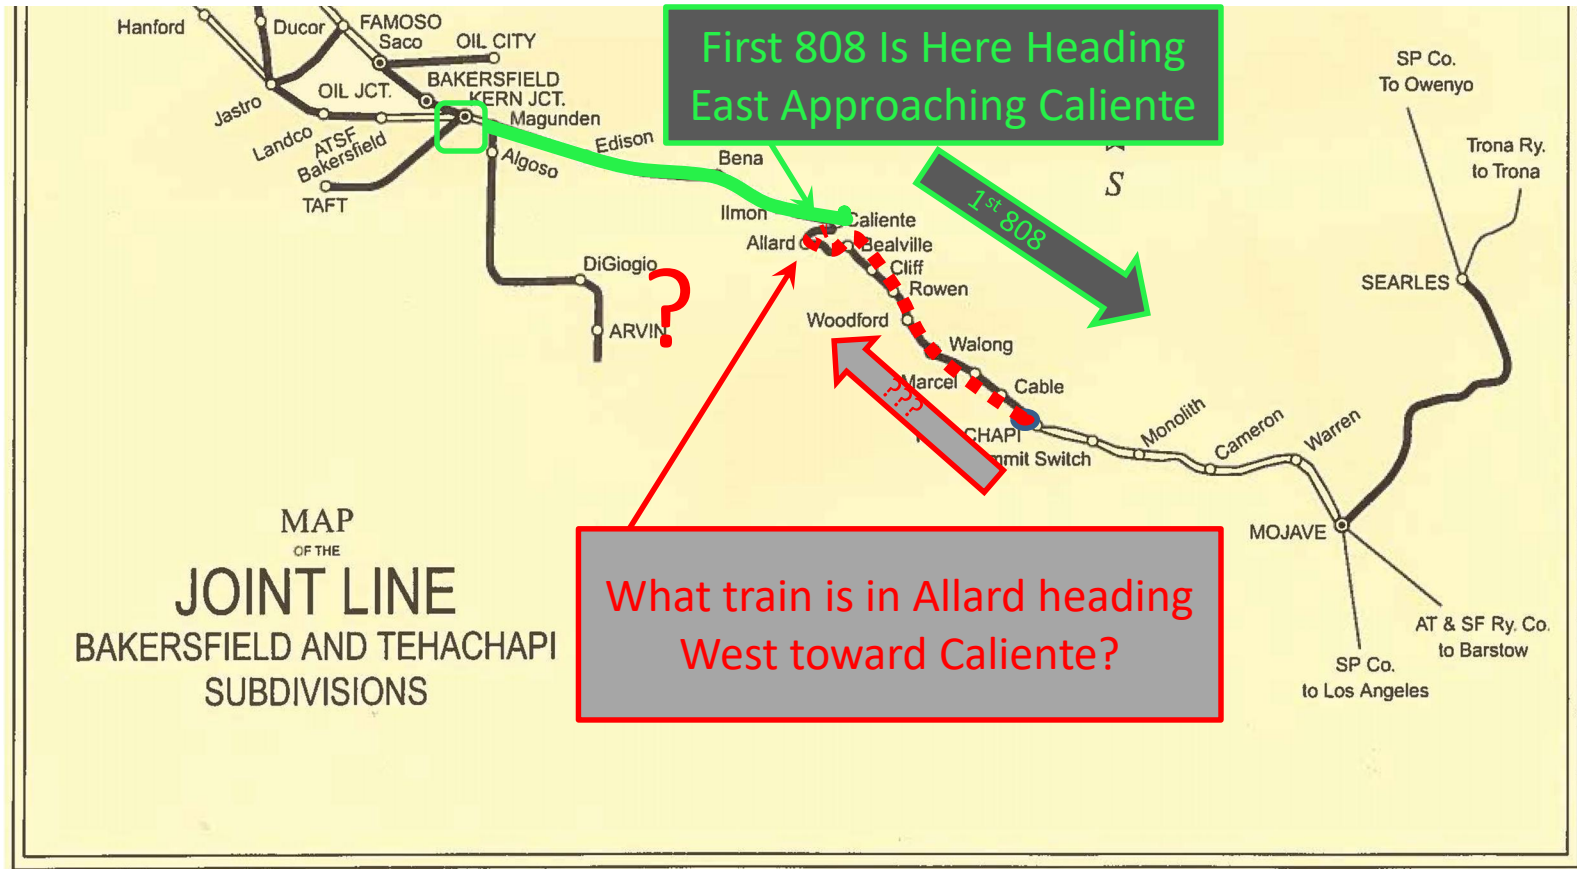 Hanford
Ducor
FAMOSO
Saco
OIL CITY
BAKERSFIELD
KERN JCT.
OIL JCT.
Jastro
Landco
ATSF
Bakersfield
TAFT
Magunden
Algoso
Edison
Bena
Ilmon
Caliente
Allard
Bealville
Cliff
Rowen
Woodford
Walong
Marcel
Cable
CHAPI
mmit Switch
Monolith
Cameron
Warren
MOJAVE
SEARLES
DiGiogio
ARVIN
?
First 808 Is Here Heading
East Approaching Caliente
S
1st 808
???
SP Co.
To Owenyo
Trona Ry.
to Trona
What train is in Allard heading
West toward Caliente?
AT & SF Ry. Co.
to Barstow
SP Co.
to Los Angeles
MAP
OF THE
JOINT LINE
BAKERSFIELD AND TEHACHAPI
SUBDIVISIONS